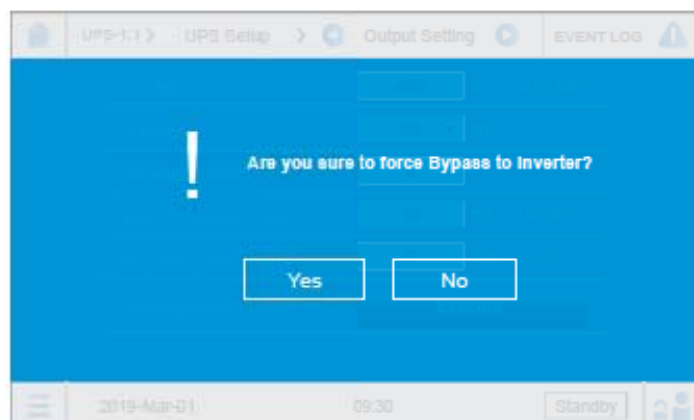 UPS-1.1 > UPS Setup > Output Setting EVENT LOG
Are you sure to force Bypass to Inverter?
Yes No
Execute
2019-Mar-01 09:30 Standby